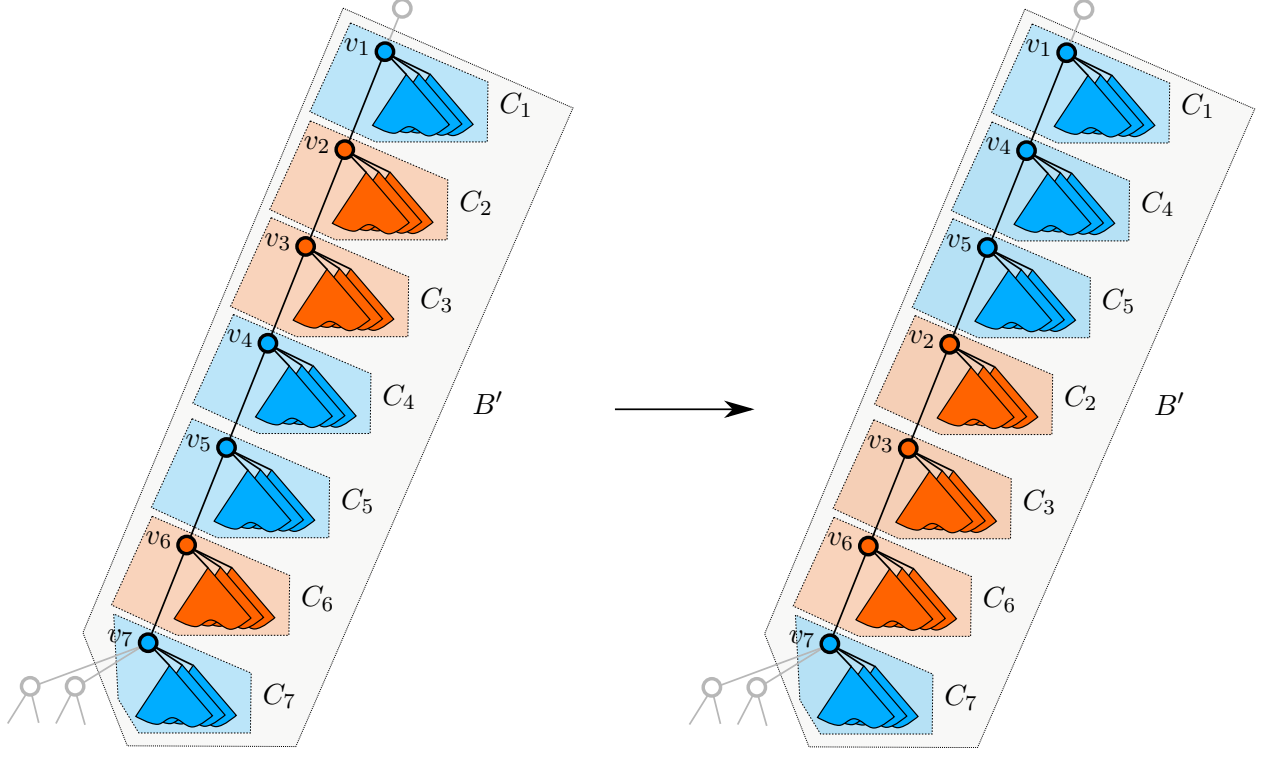 v₁
C₁
v₂
C₂
v₃
C₃
v₄
C₄
B′
v₅
C₅
v₆
C₆
v₇
C₇
v₁
C₁
v₄
C₄
v₅
C₅
v₂
C₂
B′
v₃
C₃
v₆
C₆
v₇
C₇